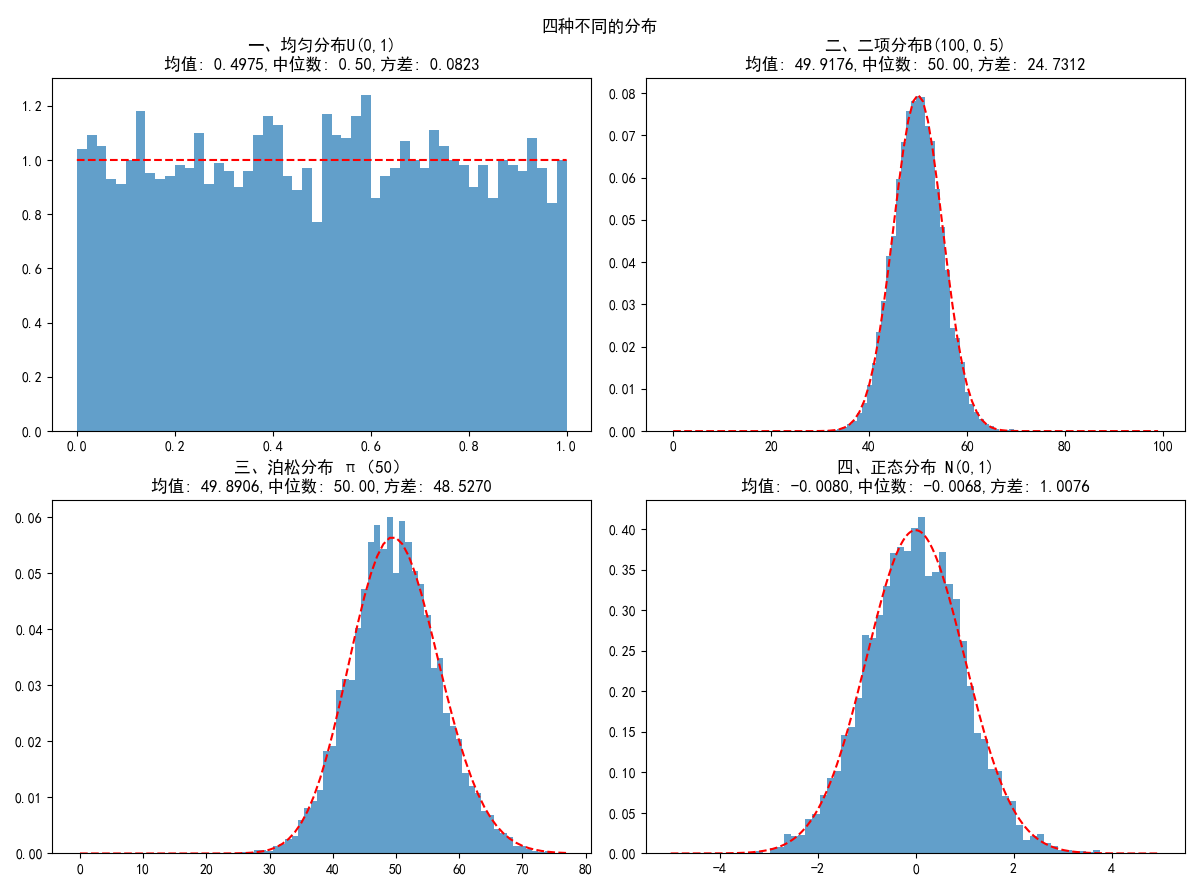 四种不同的分布
一、均匀分布U(0,1)
均值: 0.4975,中位数: 0.50,方差: 0.0823
1.2
1.0
0.8
0.6
0.4
0.2
0.0
0.0 0.2 0.4 0.6 0.8 1.0
二、二项分布B(100,0.5)
均值: 49.9176,中位数: 50.00,方差: 24.7312
0.08
0.07
0.06
0.05
0.04
0.03
0.02
0.01
0.00
0 20 40 60 80 100
三、泊松分布 π (50)
均值: 49.8906,中位数: 50.00,方差: 48.5270
0.06
0.05
0.04
0.03
0.02
0.01
0.00
0 10 20 30 40 50 60 70 80
四、正态分布 N(0,1)
均值: -0.0080,中位数: -0.0068,方差: 1.0076
0.40
0.35
0.30
0.25
0.20
0.15
0.10
0.05
0.00
-4 -2 0 2 4